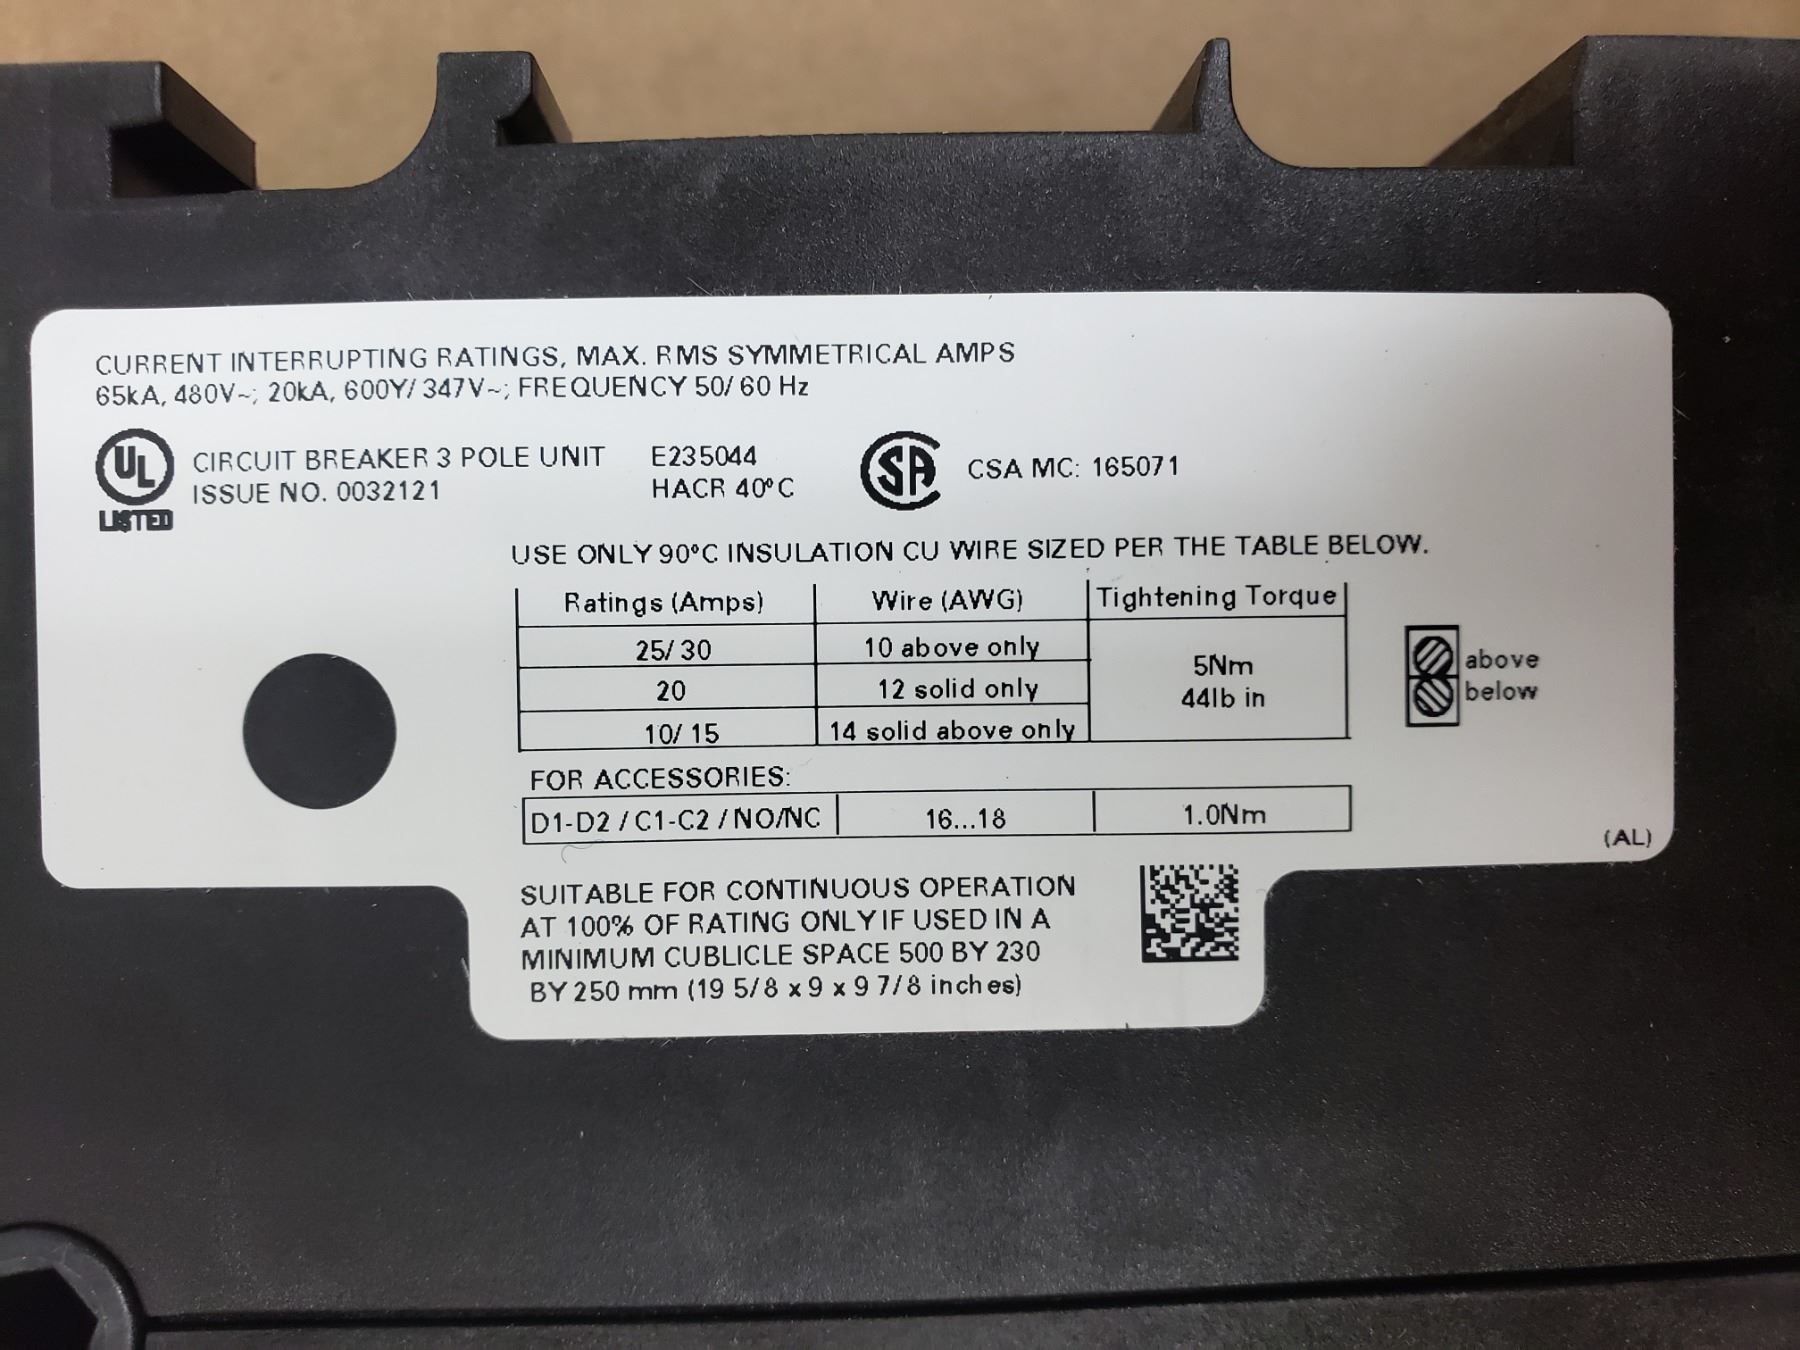 CURRENT INTERRUPTING RATINGS, MAX. RMS SYMMETRICAL AMPS
65kA, 480V~; 20kA, 600Y/347V~; FREQUENCY 50/60 Hz
UL LISTED
CIRCUIT BREAKER 3 POLE UNIT E235044
ISSUE NO. 0032121 HACR 40°C
SA CSA MC: 165071
USE ONLY 90°C INSULATION CU WIRE SIZED PER THE TABLE BELOW.
Ratings (Amps) Wire (AWG) Tightening Torque
25/30 10 above only
20 12 solid only
10/15 14 solid above only
5Nm
44lb in
above
below
FOR ACCESSORIES:
D1-D2 / C1-C2 / NO/NC 16...18 1.0Nm
(AL)
SUITABLE FOR CONTINUOUS OPERATION
AT 100% OF RATING ONLY IF USED IN A
MINIMUM CUBLICLE SPACE 500 BY 230
BY 250 mm (19 5/8 x 9 x 9 7/8 inches)